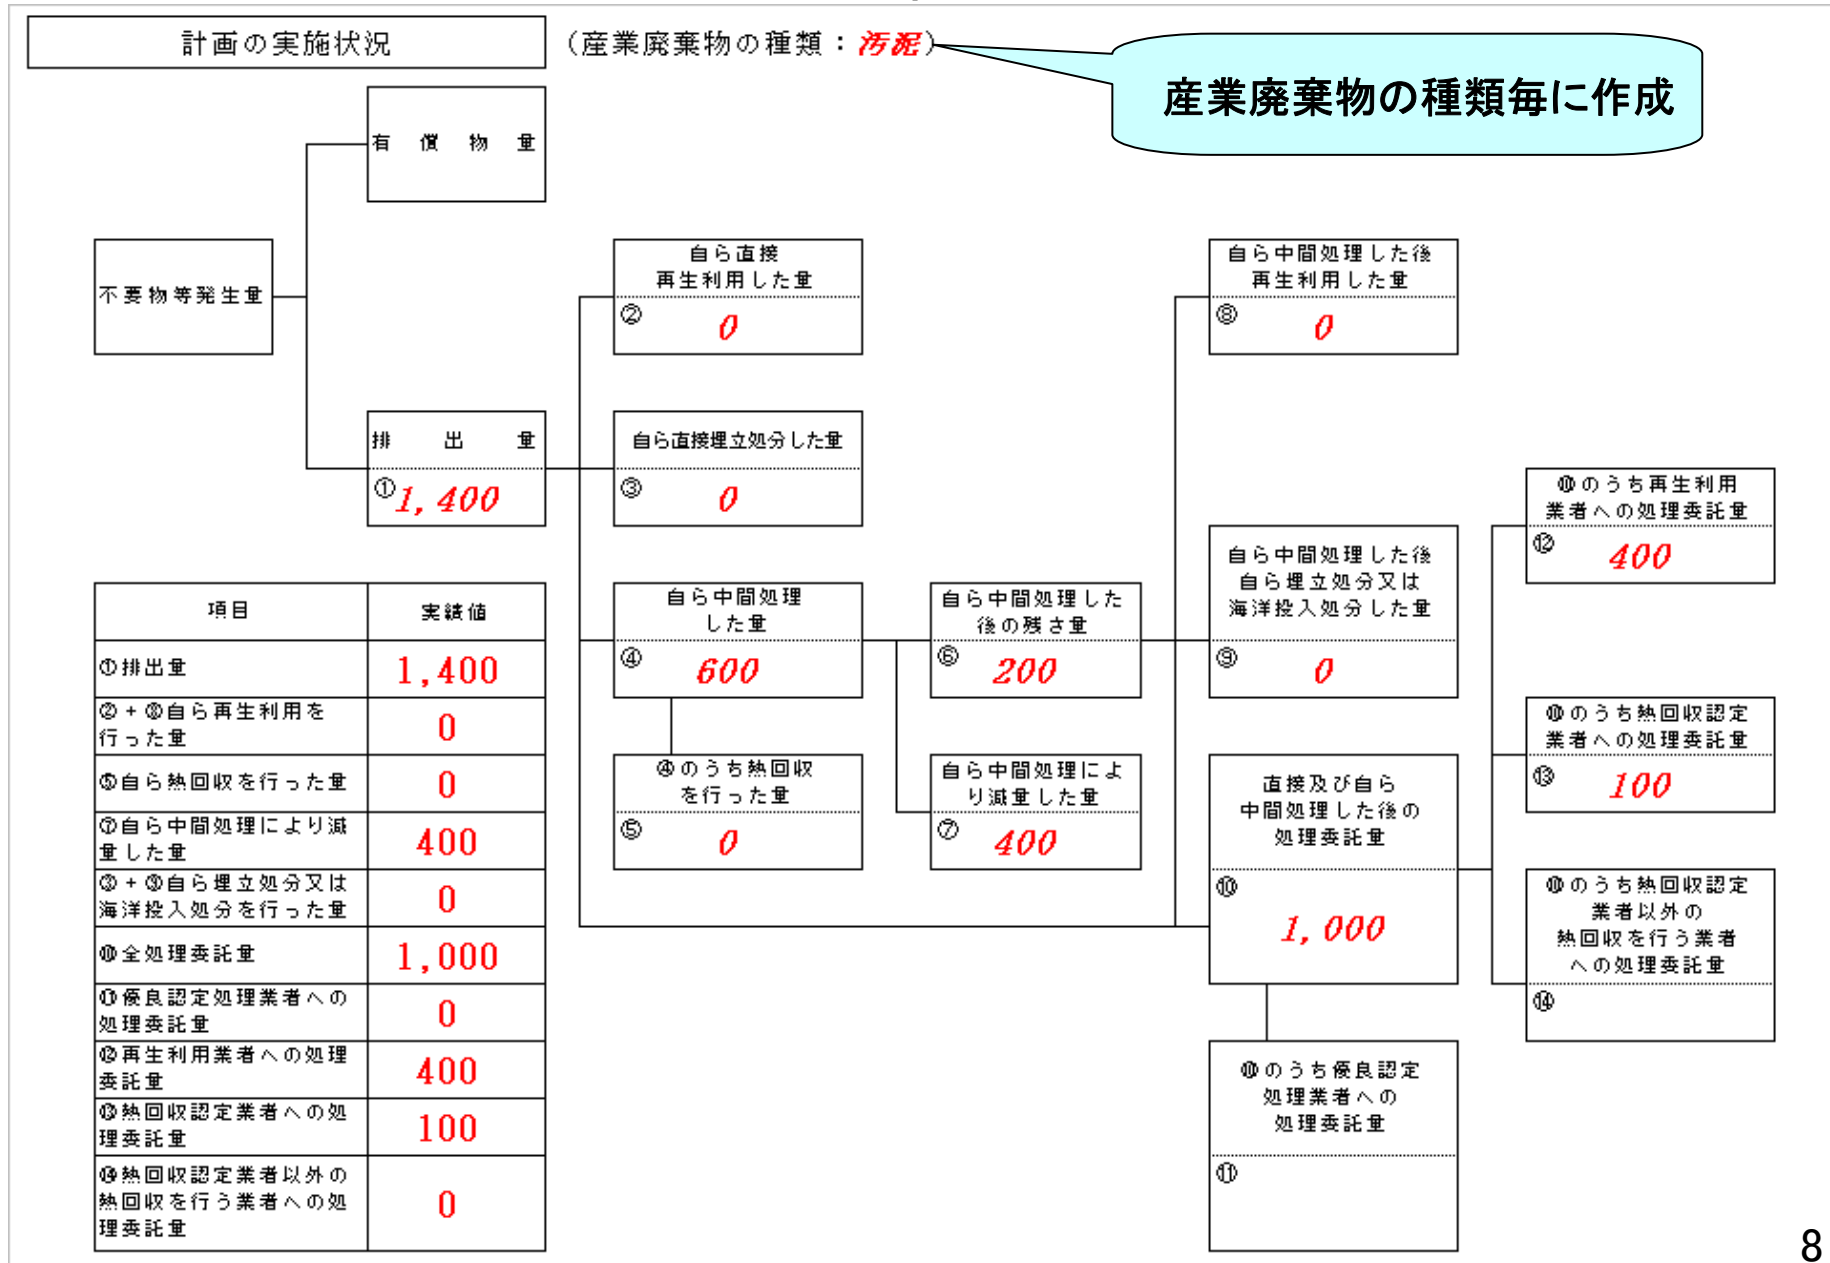 計画の実施状況
（産業廃棄物の種類：汚泥）
産業廃棄物の種類毎に作成
有償物量
不要物等発生量
排出量
①1,400
自ら直接
再生利用した量
②
0
自ら直接埋立処分した量
③
0
自ら中間処理
した量
④
600
④のうち熱回収
を行った量
⑤
0
自ら中間処理した
後の残さ量
⑥
200
自ら中間処理によ
り減量した量
⑦
400
自ら中間処理した後
再生利用した量
⑧
0
自ら中間処理した後
自ら埋立処分又は
海洋投入処分した量
⑨
0
直接及び自ら
中間処理した後の
処理委託量
⑩
1,000
⑩のうち優良認定
処理業者への
処理委託量
⑪
⑩のうち再生利用
業者への処理委託量
⑫
400
⑩のうち熱回収認定
業者への処理委託量
⑬
100
⑩のうち熱回収認定
業者以外の
熱回収を行う業者
への処理委託量
⑭
項目 実績値
①排出量 1,400
②+⑧自ら再生利用を
行った量 0
⑤自ら熱回収を行った量 0
⑦自ら中間処理により減
量した量 400
③+⑨自ら埋立処分又は
海洋投入処分を行った量 0
⑩全処理委託量 1,000
⑪優良認定処理業者への
処理委託量 0
⑫再生利用業者への処理
委託量 400
⑬熱回収認定業者への処
理委託量 100
⑭熱回収認定業者以外の
熱回収を行う業者への処
理委託量 0
8